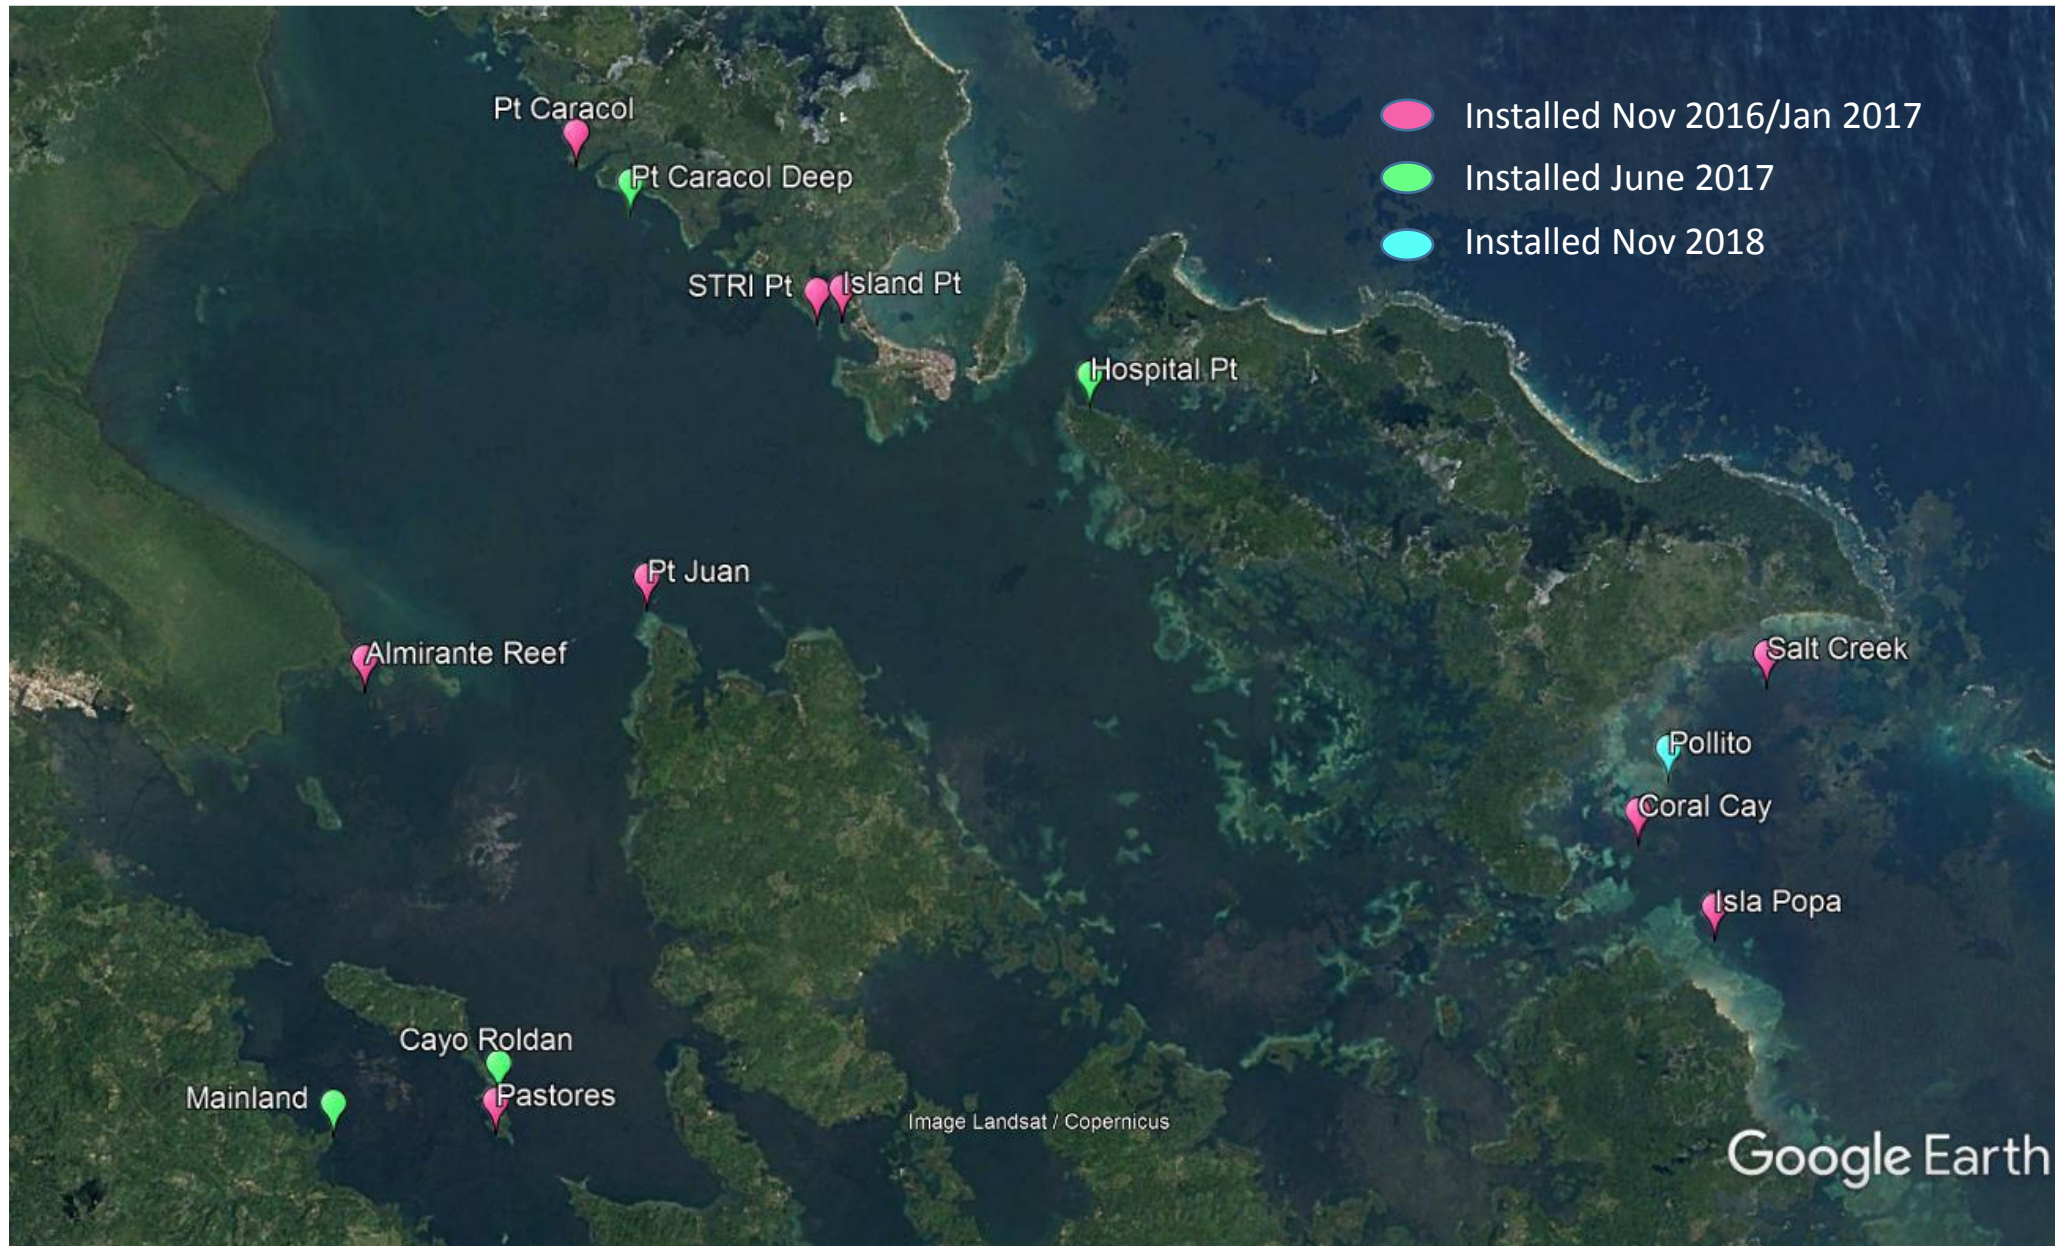 Pt Caracol
Installed Nov 2016/Jan 2017
Pt Caracol Deep
Installed June 2017
Installed Nov 2018
STRI Pt
Island Pt
Hospital Pt
Pt Juan
Almirante Reef
Salt Creek
Pollito
Coral Cay
Isla Popa
Cayo Roldan
Mainland
Pastores
Image Landsat / Copernicus
Google Earth